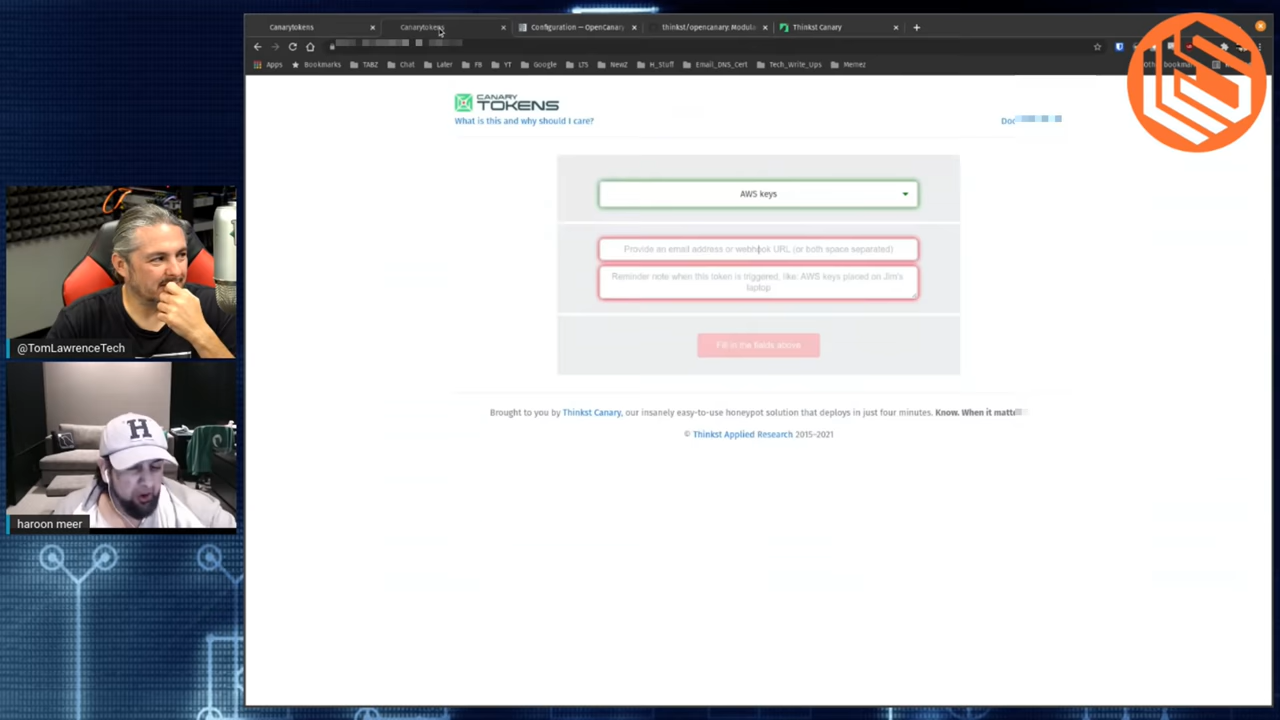 Canarytokens
Canarytokens
Configuration — OpenCanary
thinkst/opencanary: Modula
Thinkst Canary
Apps
Bookmarks
TABZ
Chat
Later
FB
YT
Google
LTS
NewZ
H_Stuff
Email_DNS_Cert
Tech_Write_Ups
Memez
CANARY
TOKENS
What is this and why should I care?
AWS keys
Provide an email address or webhook URL (or both space separated)
Reminder note when this token is triggered, like: AWS keys placed on Jim's
laptop
Fill in the fields above
Brought to you by Thinkst Canary, our insanely easy-to-use honeypot solution that deploys in just four minutes. Know. When it
© Thinkst Applied Research 2015-2021
@TomLawrenceTech
H
haroon meer